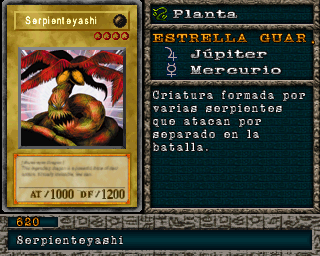 Serpienteyashi
AT/1000 DF/1200
Planta
ESTRELLA GUAR.
Júpiter
Mercurio
Criatura formada por
varias serpientes
que atacan por
separado en la
batalla.
620
Serpienteyashi